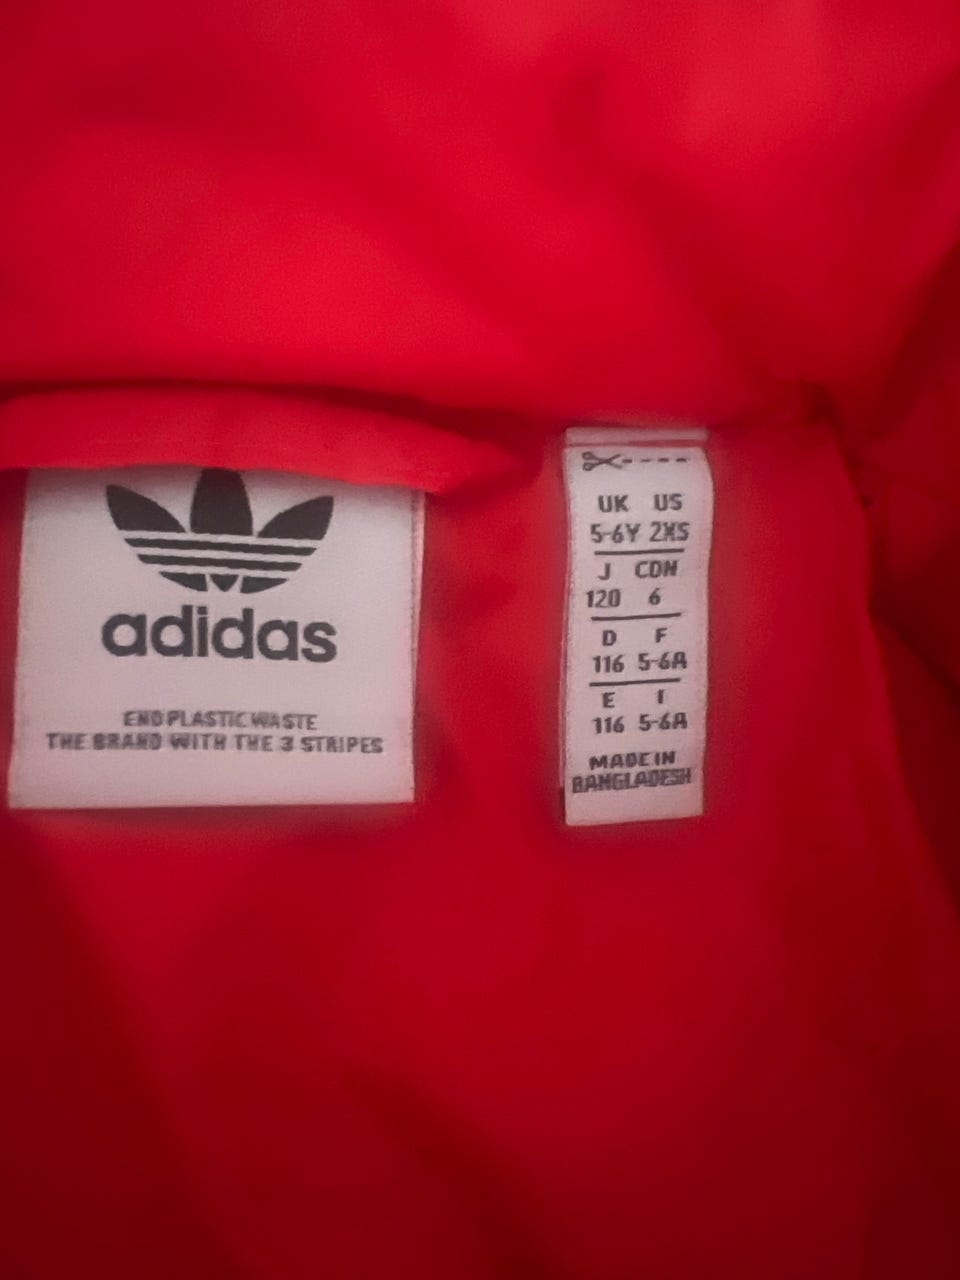 adidas
END PLASTIC WASTE
THE BRAND WITH THE 3 STRIPES
UK US
5-6Y 2XS
J CDN
120 6
D F
116 5-6A
E I
116 5-6A
MADE IN
BANGLADESH